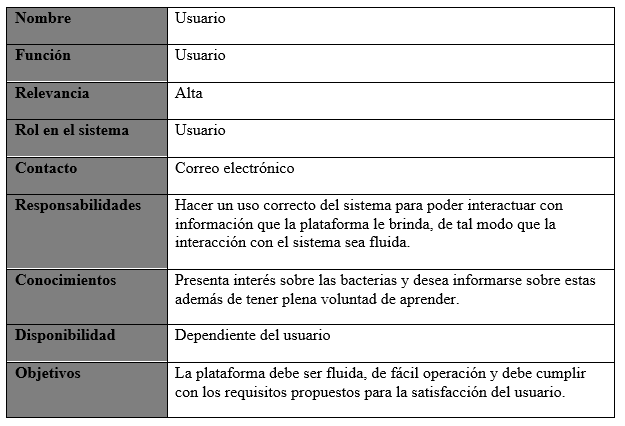 Nombre Usuario
Función Usuario
Relevancia Alta
Rol en el sistema Usuario
Contacto Correo electrónico
Responsabilidades Hacer un uso correcto del sistema para poder interactuar con
información que la plataforma le brinda, de tal modo que la
interacción con el sistema sea fluida.
Conocimientos Presenta interés sobre las bacterias y desea informarse sobre estas
además de tener plena voluntad de aprender.
Disponibilidad Dependiente del usuario
Objetivos La plataforma debe ser fluida, de fácil operación y debe cumplir
con los requisitos propuestos para la satisfacción del usuario.